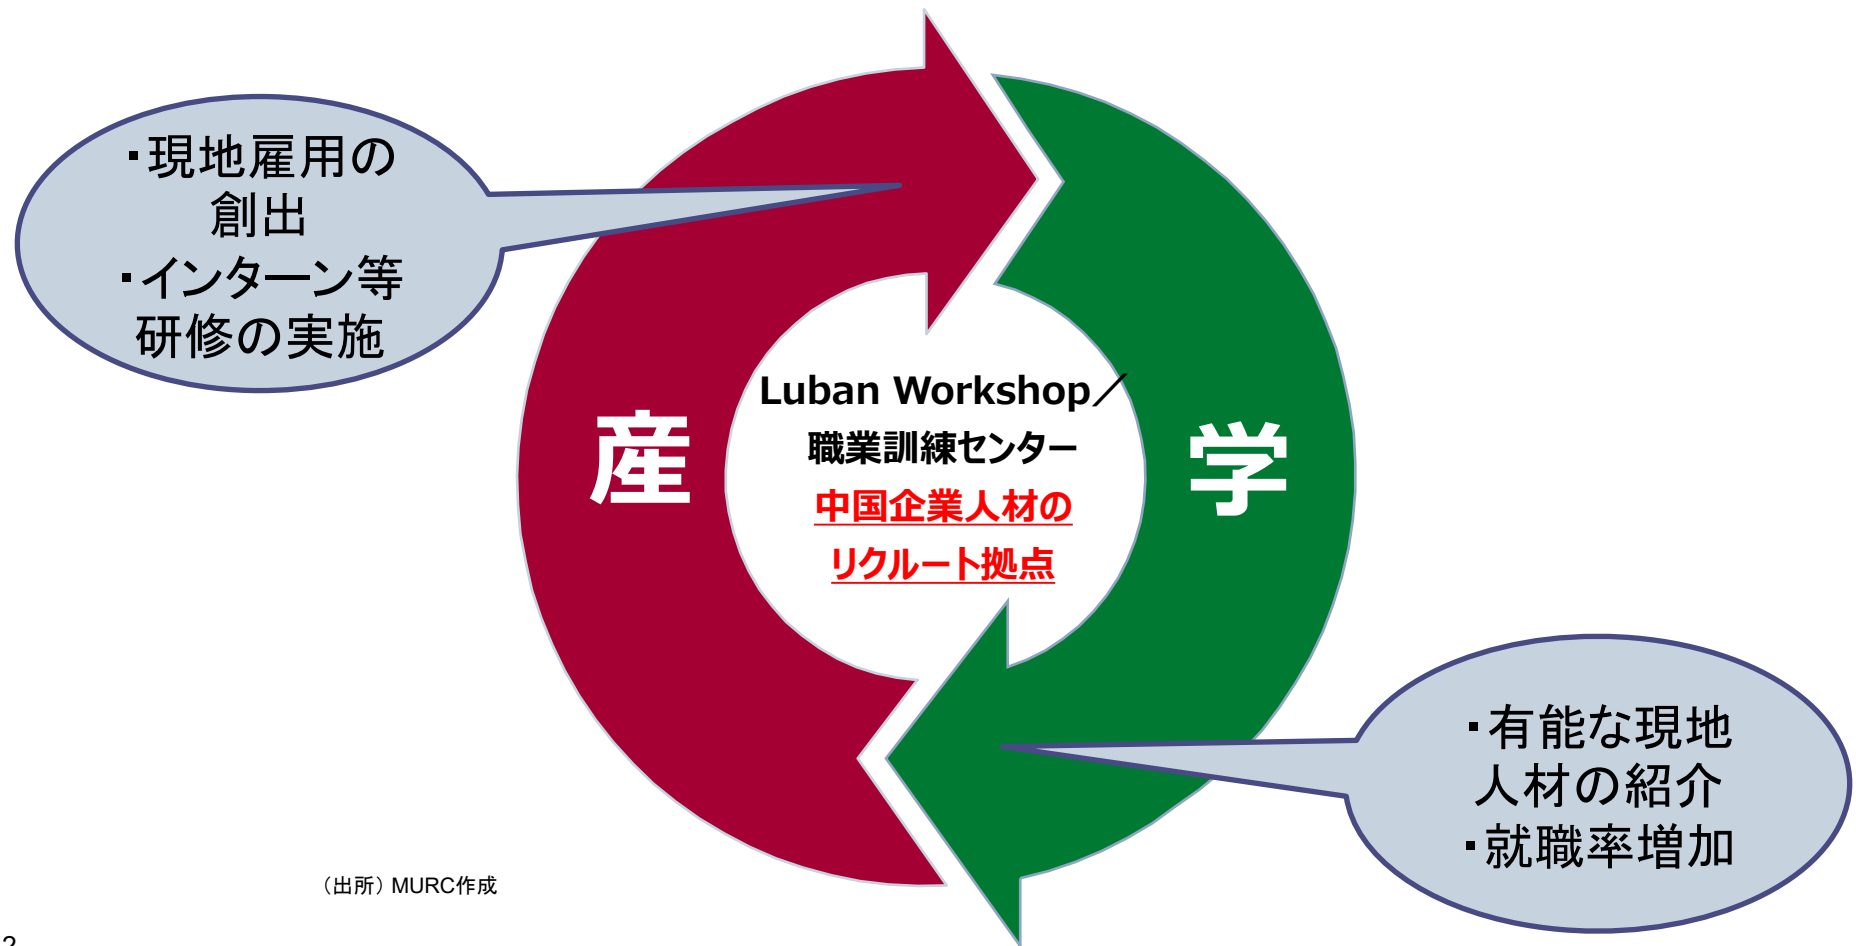 ・現地雇用の
創出
・インターン等
研修の実施
産
Luban Workshop／
職業訓練センター
中国企業人材の
リクルート拠点
学
・有能な現地
人材の紹介
・就職率増加
（出所）MURC作成
2